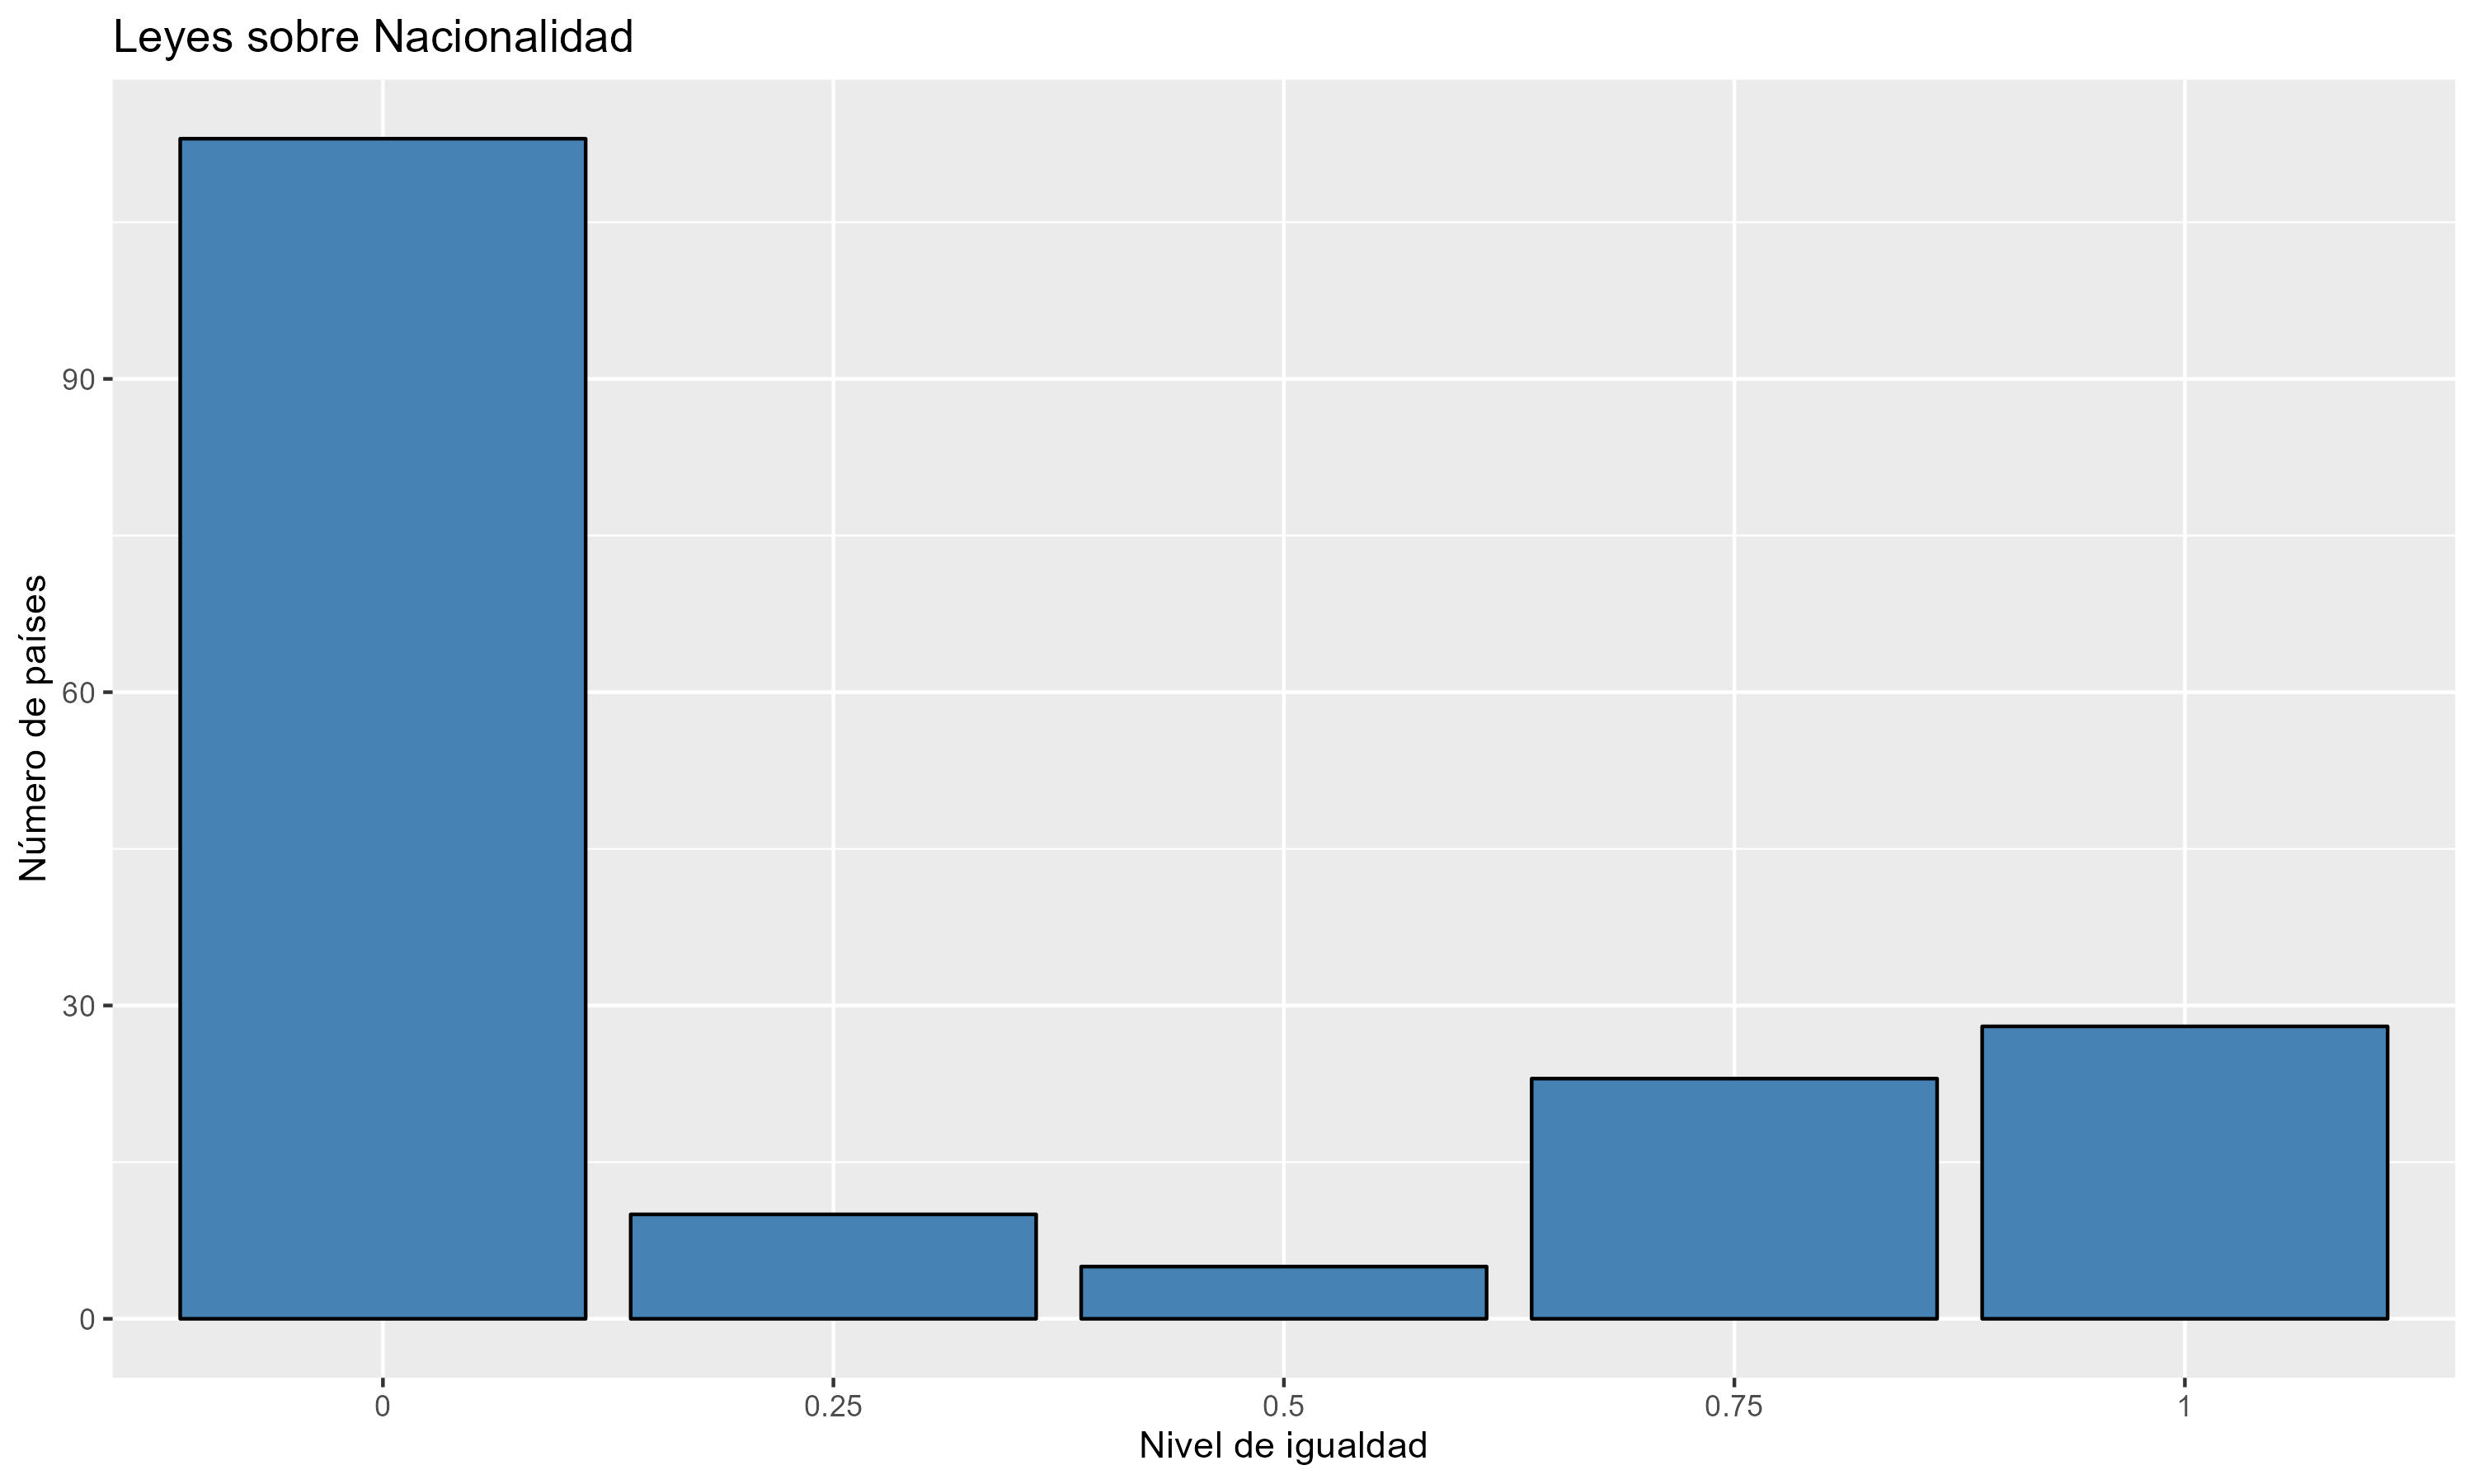 Leyes sobre Nacionalidad
Número de países
90
60
30
0
0 0.25 0.5 0.75 1
Nivel de igualdad